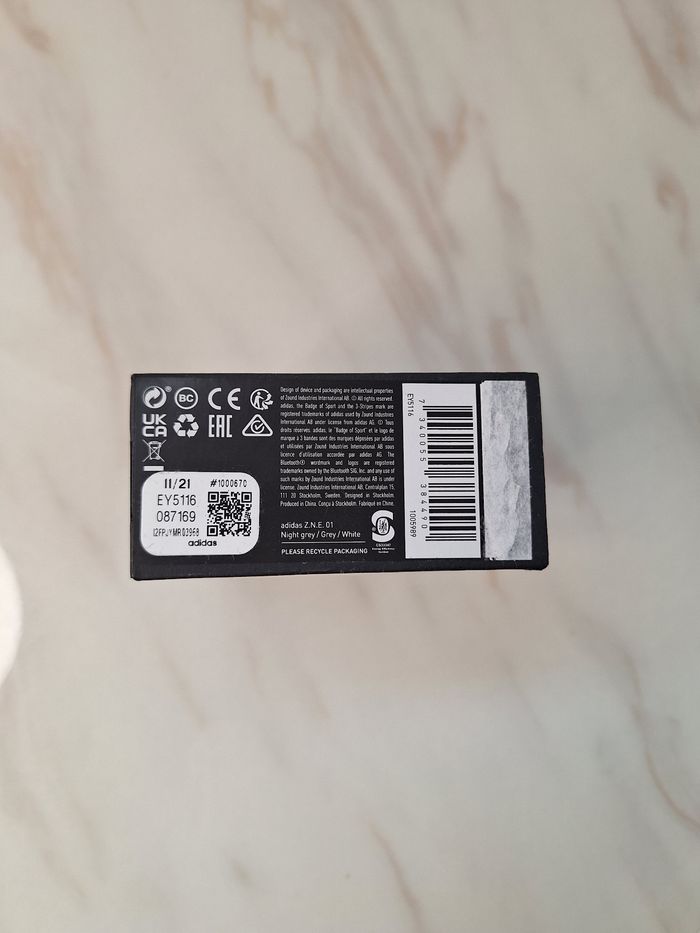 BC
CE
UK
CA
EAC
11/21 #1000670
EY5116
087169
adidas
Design of device and packaging are intellectual properties
of Zound Industries International AB. © All rights reserved.
adidas, the Badge of Sport and the 3-Stripes mark are
registered trademarks of adidas used by Zound Industries
International AB under license from adidas AG. © Tous
droits réservés. adidas, le "Badge of Sport" et le logo de
marque à 3 bandes sont des marques déposées par adidas
et utilisées par Zound Industries International AB sous
licence d'utilisation accordée par adidas AG. The
Bluetooth® wordmark and logos are registered
trademarks owned by the Bluetooth SIG, Inc. and any use of
such marks by Zound Industries International AB is under
license. Zound Industries International AB, Centralplan 15,
111 20 Stockholm, Sweden. Designed in Stockholm.
Produced in China. Conçu à Stockholm. Fabriqué en Chine.
adidas Z.N.E. 01
Night grey / Grey / White
PLEASE RECYCLE PACKAGING
EY5116
7 340055 384490
1005989